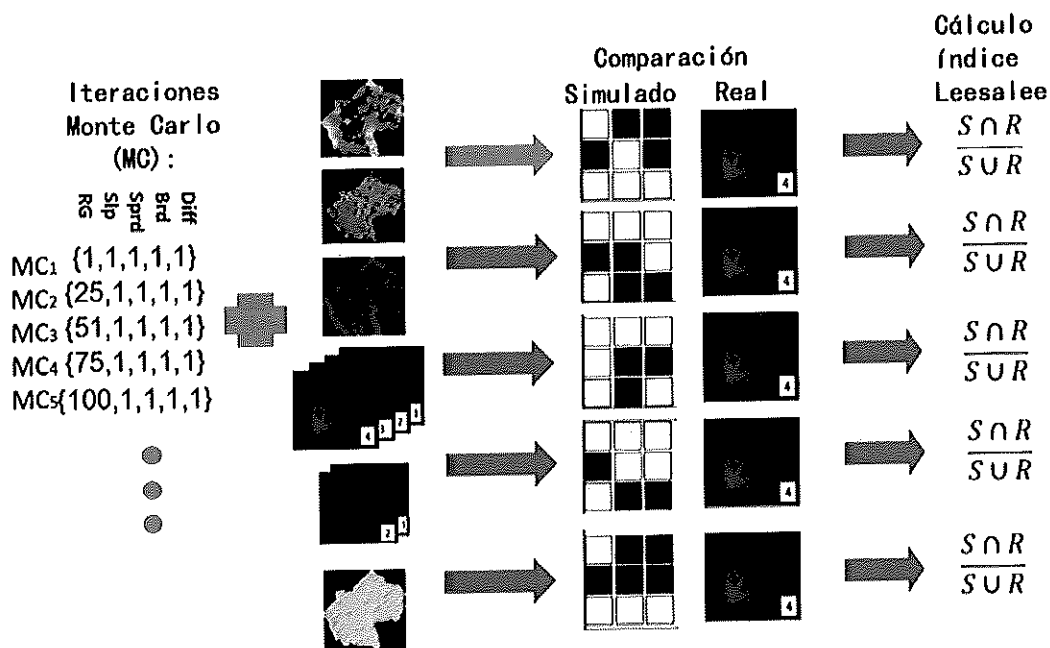 Iteraciones
Monte Carlo
(MC):
RG
Slp
Sprd
Brd
Diff
MC₁ {1,1,1,1,1}
MC₂ {25,1,1,1,1}
MC₃ {51,1,1,1,1}
MC₄ {75,1,1,1,1}
MC₅{100,1,1,1,1}
4 3 2 1
2 1
Comparación
Simulado Real
4
4
4
4
4
Cálculo
índice
Leesalee
S ∩ R
S ∪ R
S ∩ R
S ∪ R
S ∩ R
S ∪ R
S ∩ R
S ∪ R
S ∩ R
S ∪ R